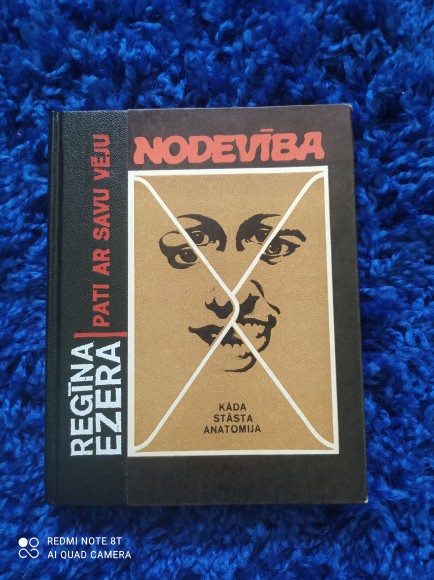 REGĪNA
EZERA
PATI AR SAVU VĒJU
NODEVĪBA
KĀDA
STĀSTA
ANATOMIJA
REDMI NOTE 8T
AI QUAD CAMERA